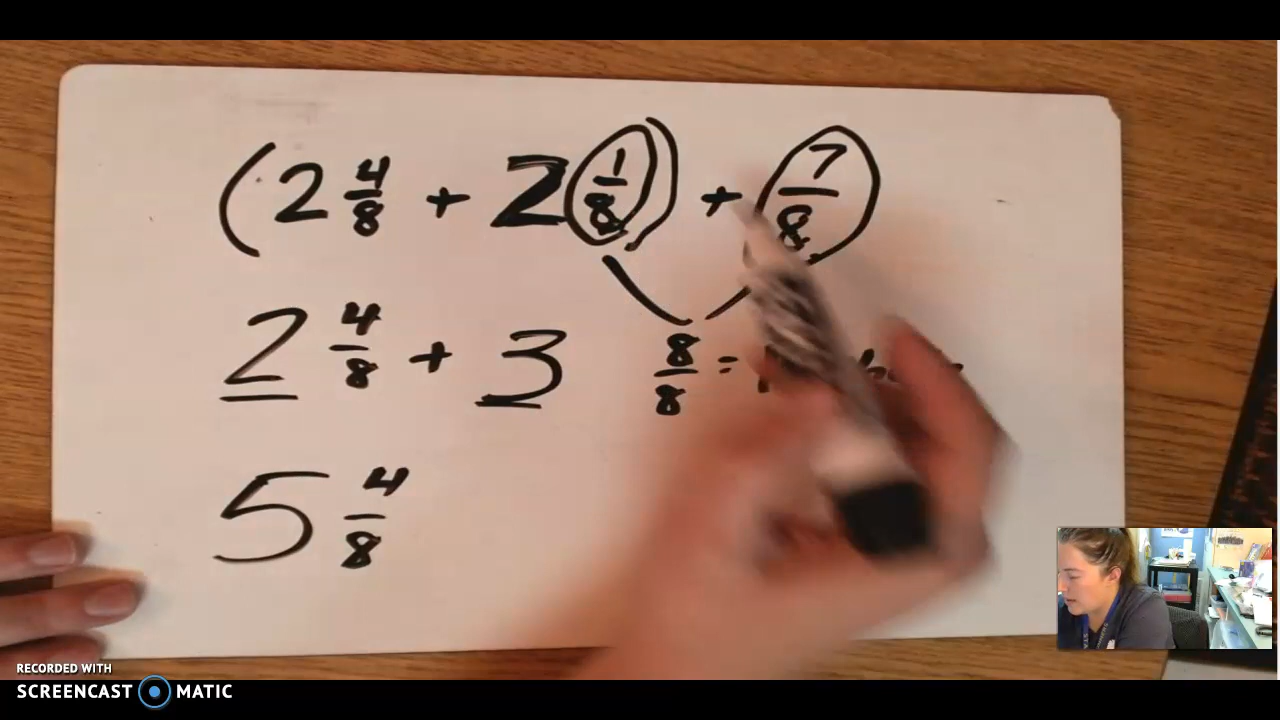 (2 4/8 + 2 1/8) + 7/8
2 4/8 + 3 8/8 =
5 4/8
RECORDED WITH
SCREENCAST MATIC